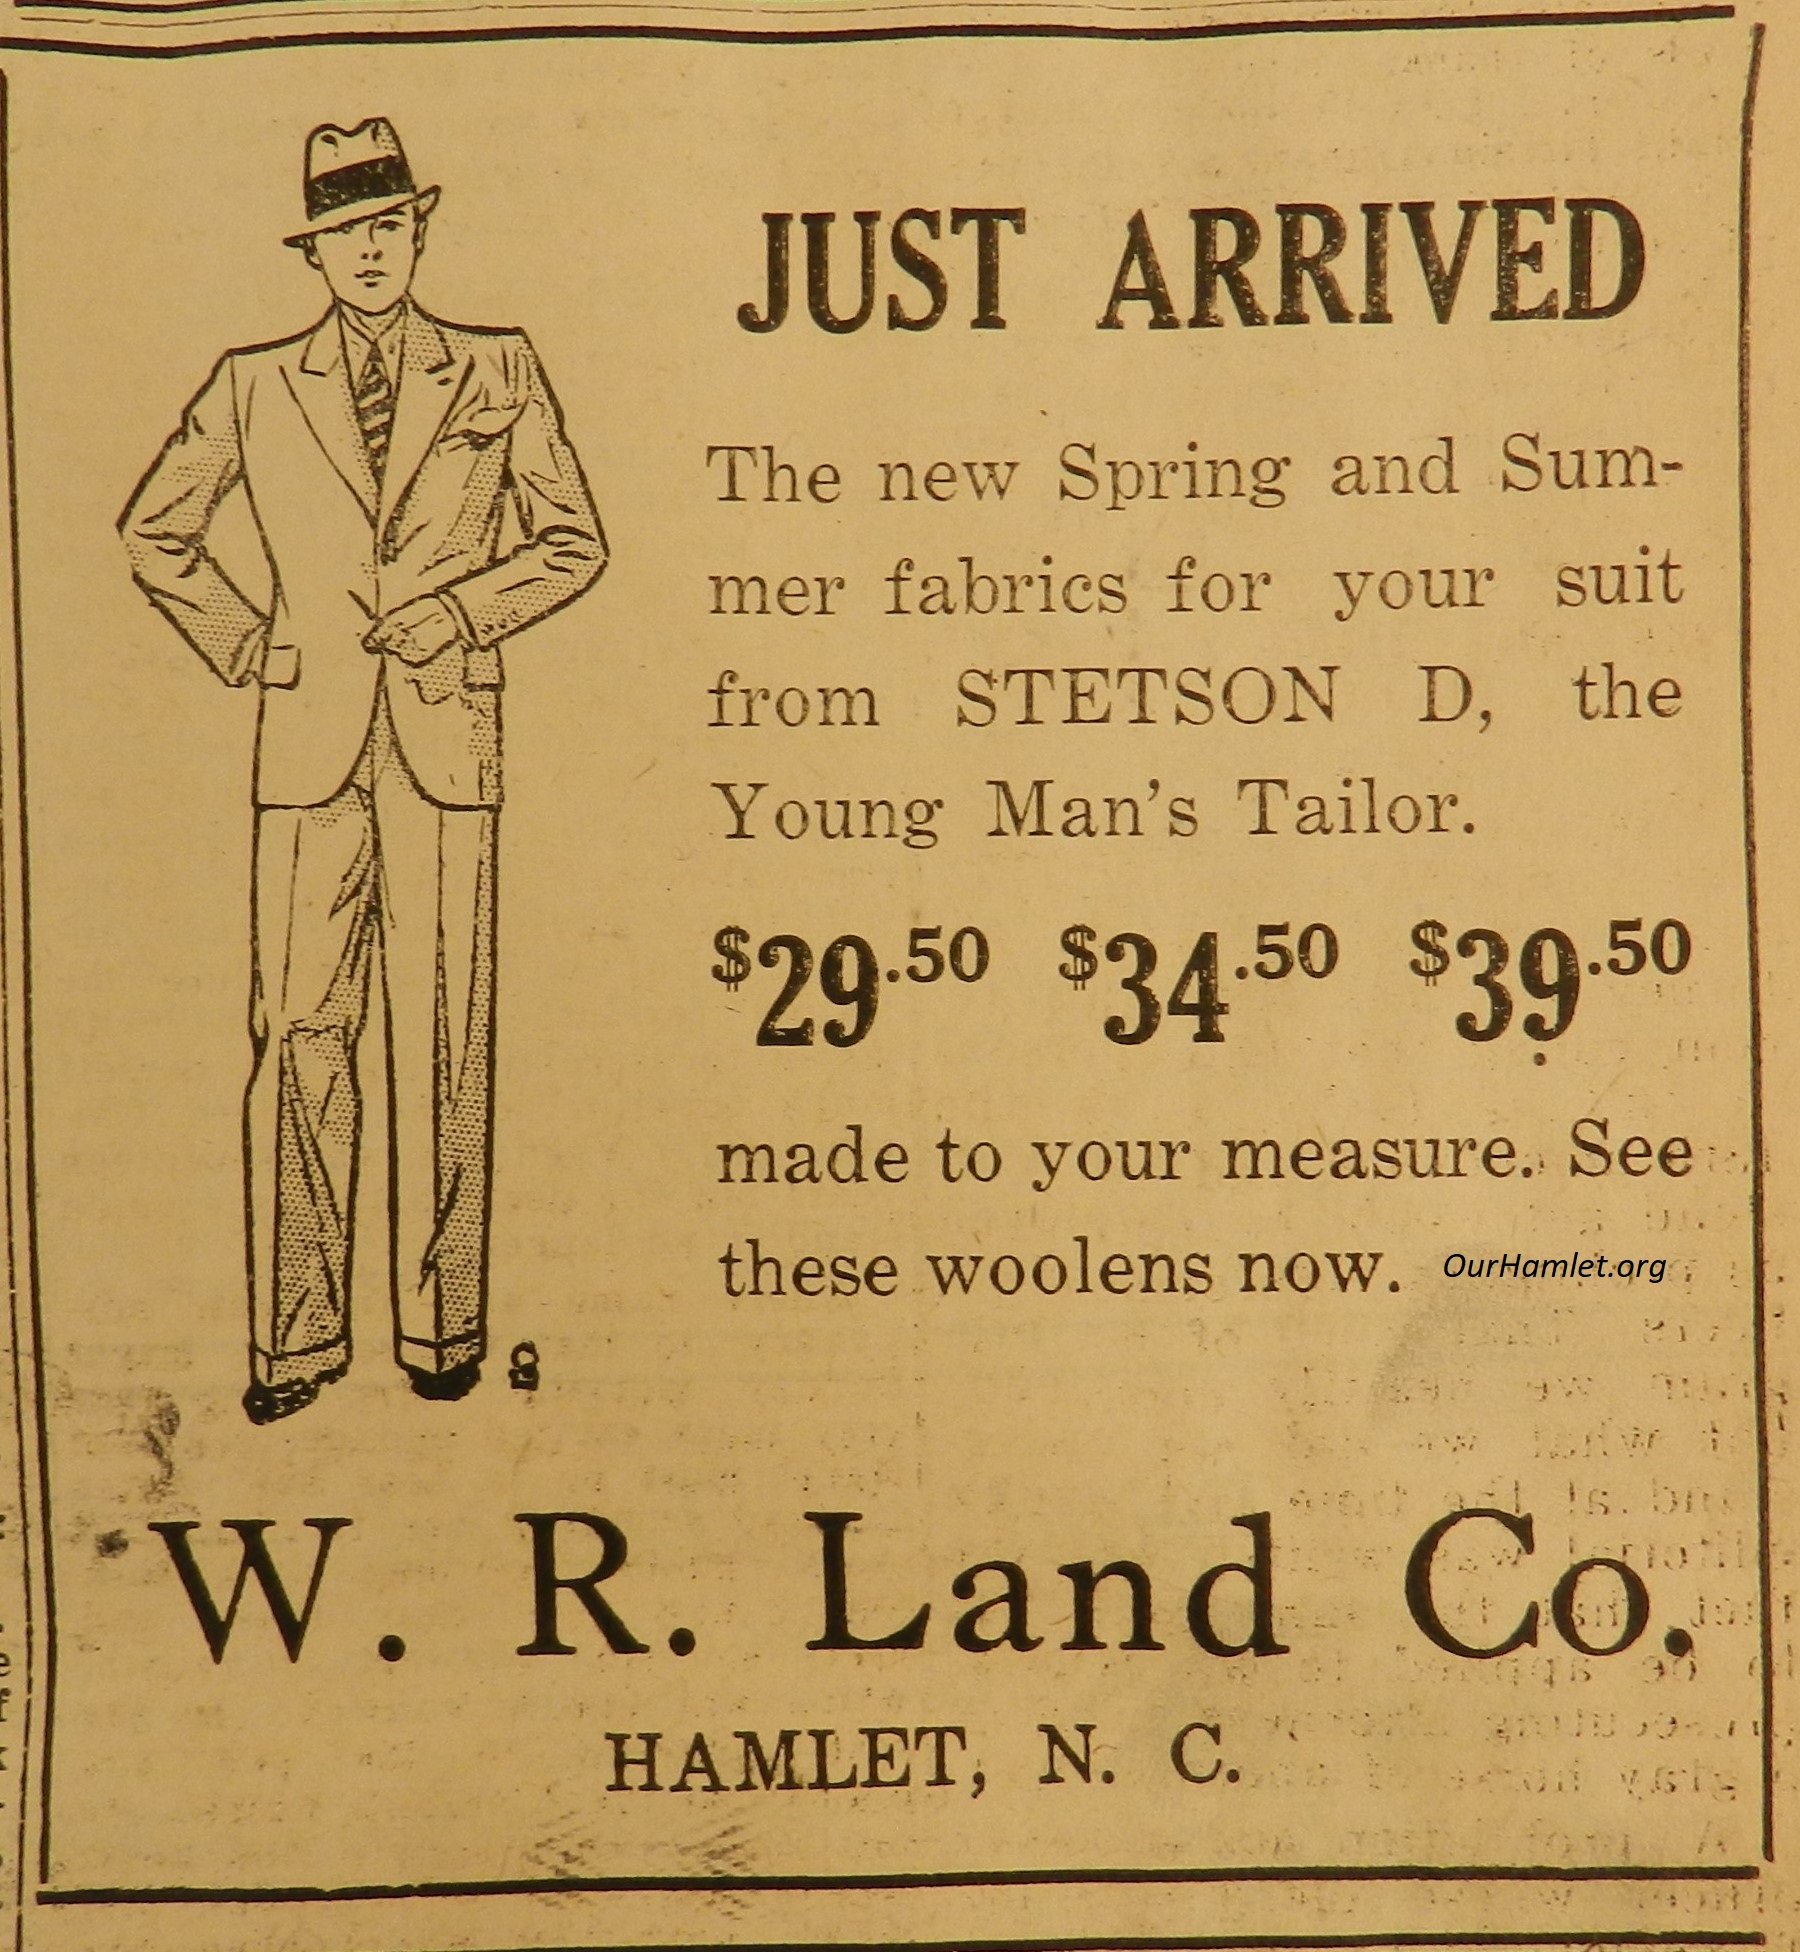 JUST ARRIVED
The new Spring and Sum-
mer fabrics for your suit
from STETSON D, the
Young Man's Tailor.
$29.50 $34.50 $39.50
made to your measure. See
these woolens now.
OurHamlet.org
W. R. Land Co.
HAMLET, N. C.